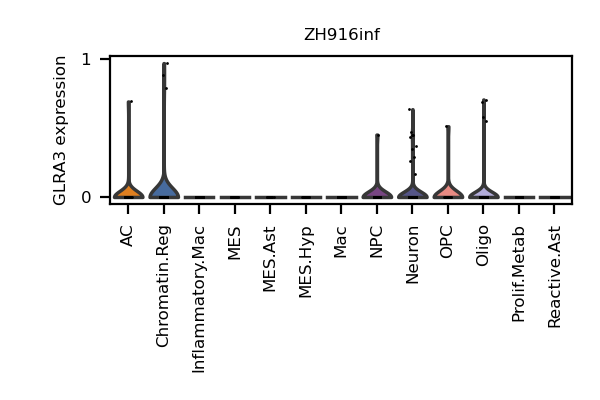 ZH916inf
GLRA3 expression
1
0
AC
Chromatin.Reg
Inflammatory.Mac
MES
MES.Ast
MES.Hyp
Mac
NPC
Neuron
OPC
Oligo
Prolif.Metab
Reactive.Ast